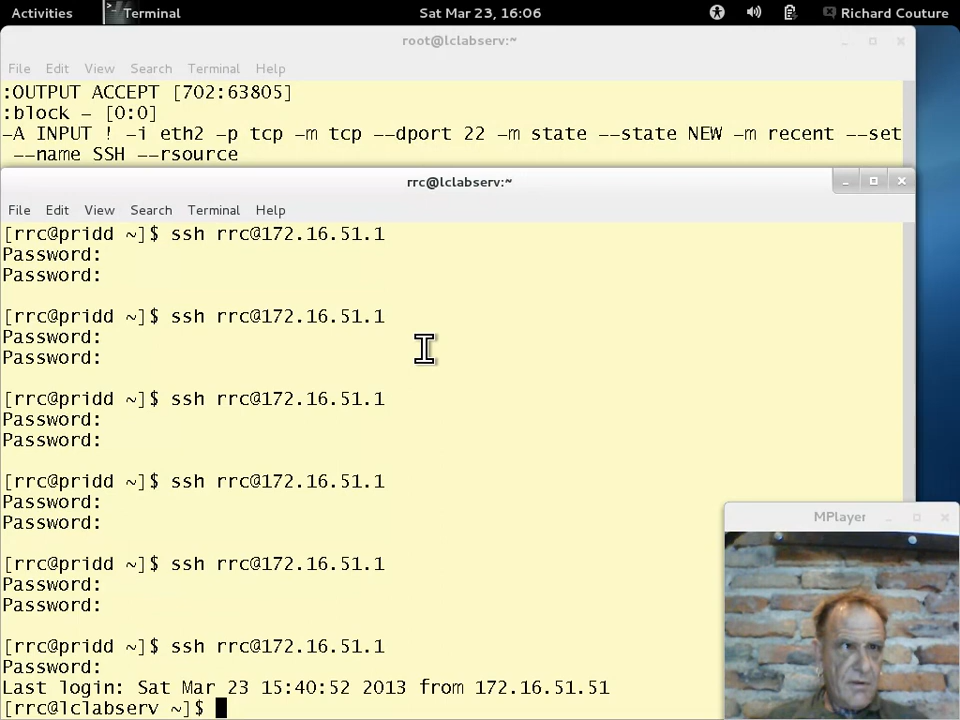 Activities Terminal Sat Mar 23, 16:06 Richard Couture
root@lclabserv:~
File Edit View Search Terminal Help
:OUTPUT ACCEPT [702:63805]
:block - [0:0]
-A INPUT ! -i eth2 -p tcp -m tcp --dport 22 -m state --state NEW -m recent --set
--name SSH --rsource
rrc@lclabserv:~
File Edit View Search Terminal Help
[rrc@pridd ~]$ ssh rrc@172.16.51.1
Password:
Password:
[rrc@pridd ~]$ ssh rrc@172.16.51.1
Password:
Password:
[rrc@pridd ~]$ ssh rrc@172.16.51.1
Password:
Password:
[rrc@pridd ~]$ ssh rrc@172.16.51.1
Password:
Password:
[rrc@pridd ~]$ ssh rrc@172.16.51.1
Password:
Password:
[rrc@pridd ~]$ ssh rrc@172.16.51.1
Password:
Last login: Sat Mar 23 15:40:52 2013 from 172.16.51.51
[rrc@lclabserv ~]$
MPlayer